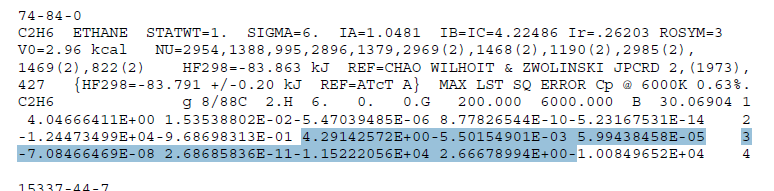 74-84-0
C2H6  ETHANE  STATWT=1.  SIGMA=6.  IA=1.0481  IB=IC=4.22486 Ir=.26203 ROSYM=3
V0=2.96 kcal   NU=2954,1388,995,2896,1379,2969(2),1468(2),1190(2),2985(2),
1469(2),822(2)    HF298=-83.863 kJ  REF=CHAO WILHOIT & ZWOLINSKI JPCRD 2,(1973),
427  {HF298=-83.791 +/-0.20 kJ  REF=ATcT A}  MAX LST SQ ERROR Cp @ 6000K 0.63%.
C2H6              g 8/88C  2.H  6.   0.   0.G   200.000  6000.000  B  30.06904 1
 4.04666411E+00 1.53538802E-02-5.47039485E-06 8.77826544E-10-5.23167531E-14    2
-1.24473499E+04-9.68698313E-01 4.29142572E+00-5.50154901E-03 5.99438458E-05    3
-7.08466469E-08 2.68685836E-11-1.15222056E+04 2.66678994E+00-1.00849652E+04    4
15337-44-7